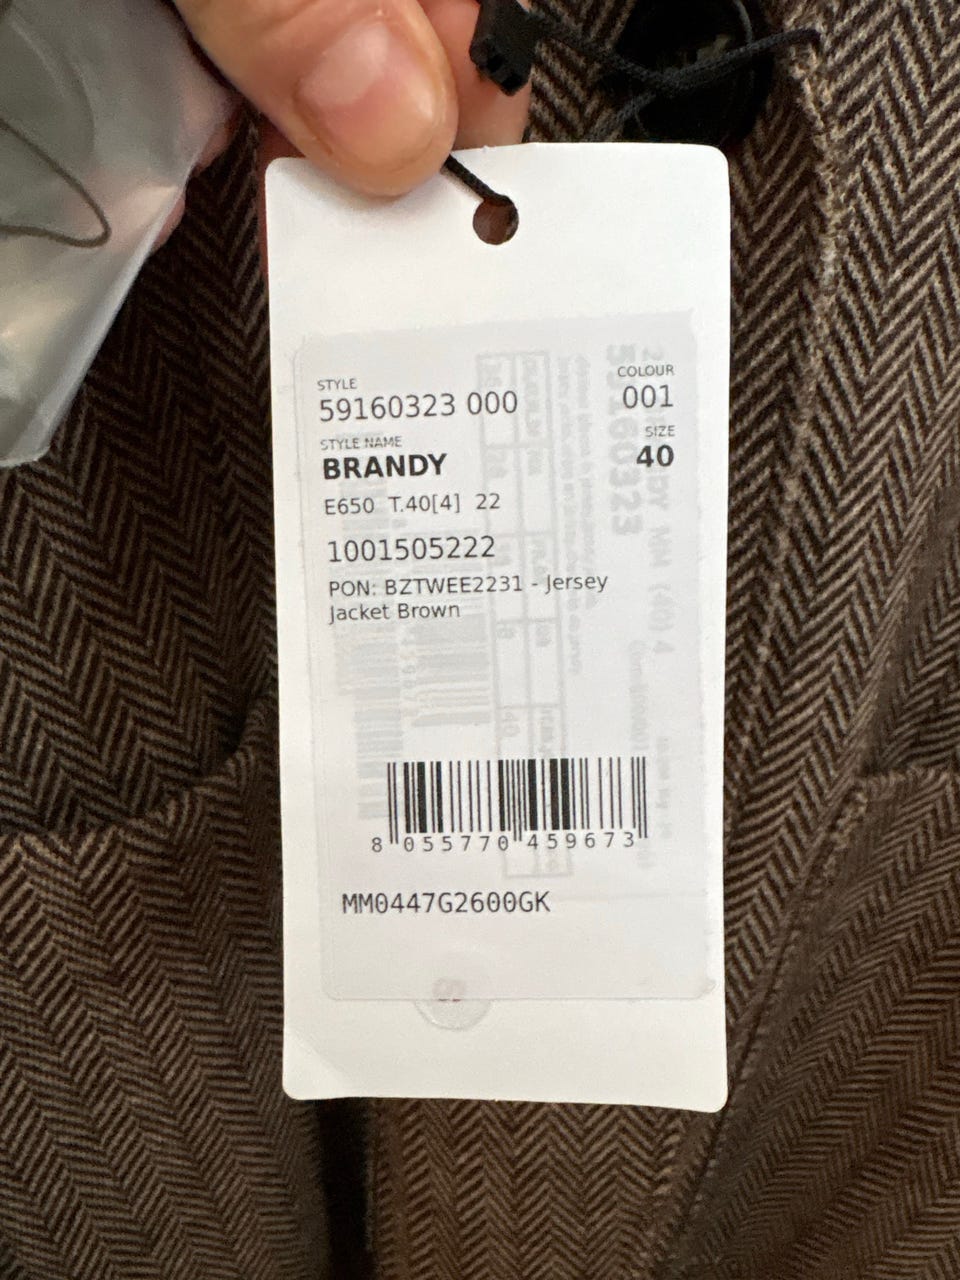 STYLE
59160323 000
COLOUR
001
STYLE NAME
BRANDY
SIZE
40
E650 T.40[4] 22
1001505222
PON: BZTWEE2231 - Jersey
Jacket Brown
8 055770 459673
MM0447G2600GK